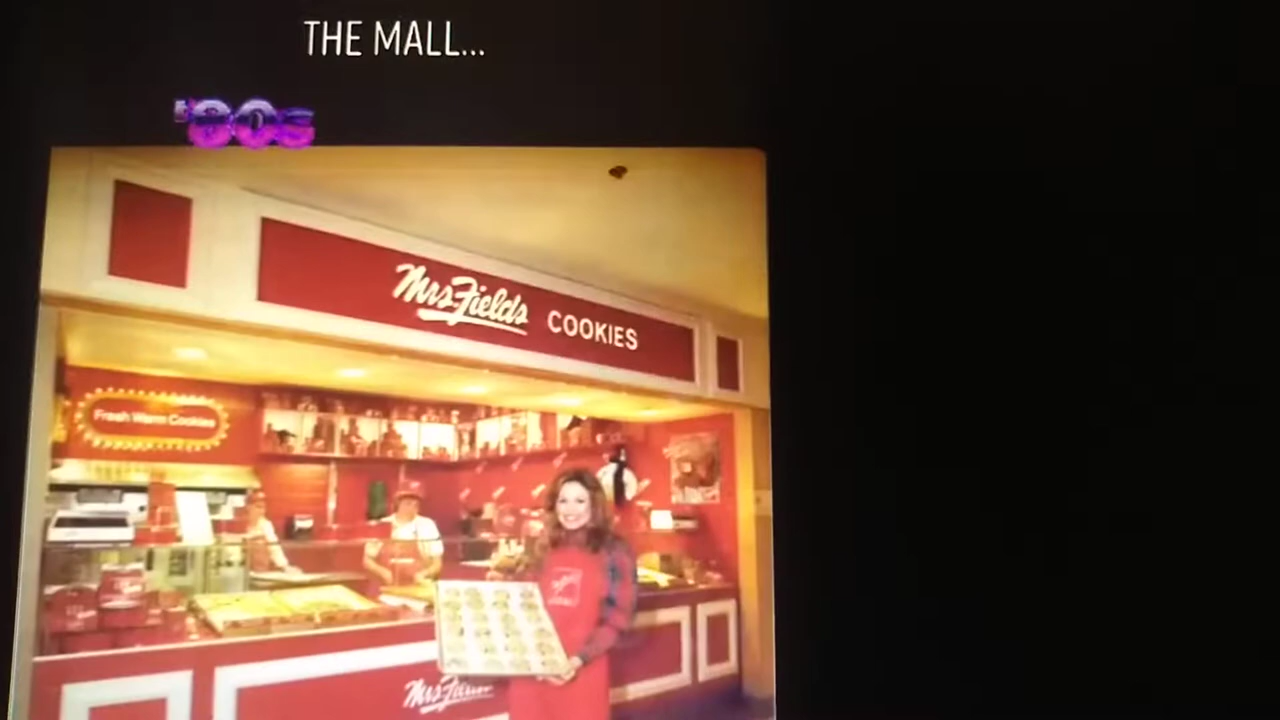 THE MALL...
'80s
Mrs. Fields COOKIES
Fresh Warm Cookies
Mrs. Fields